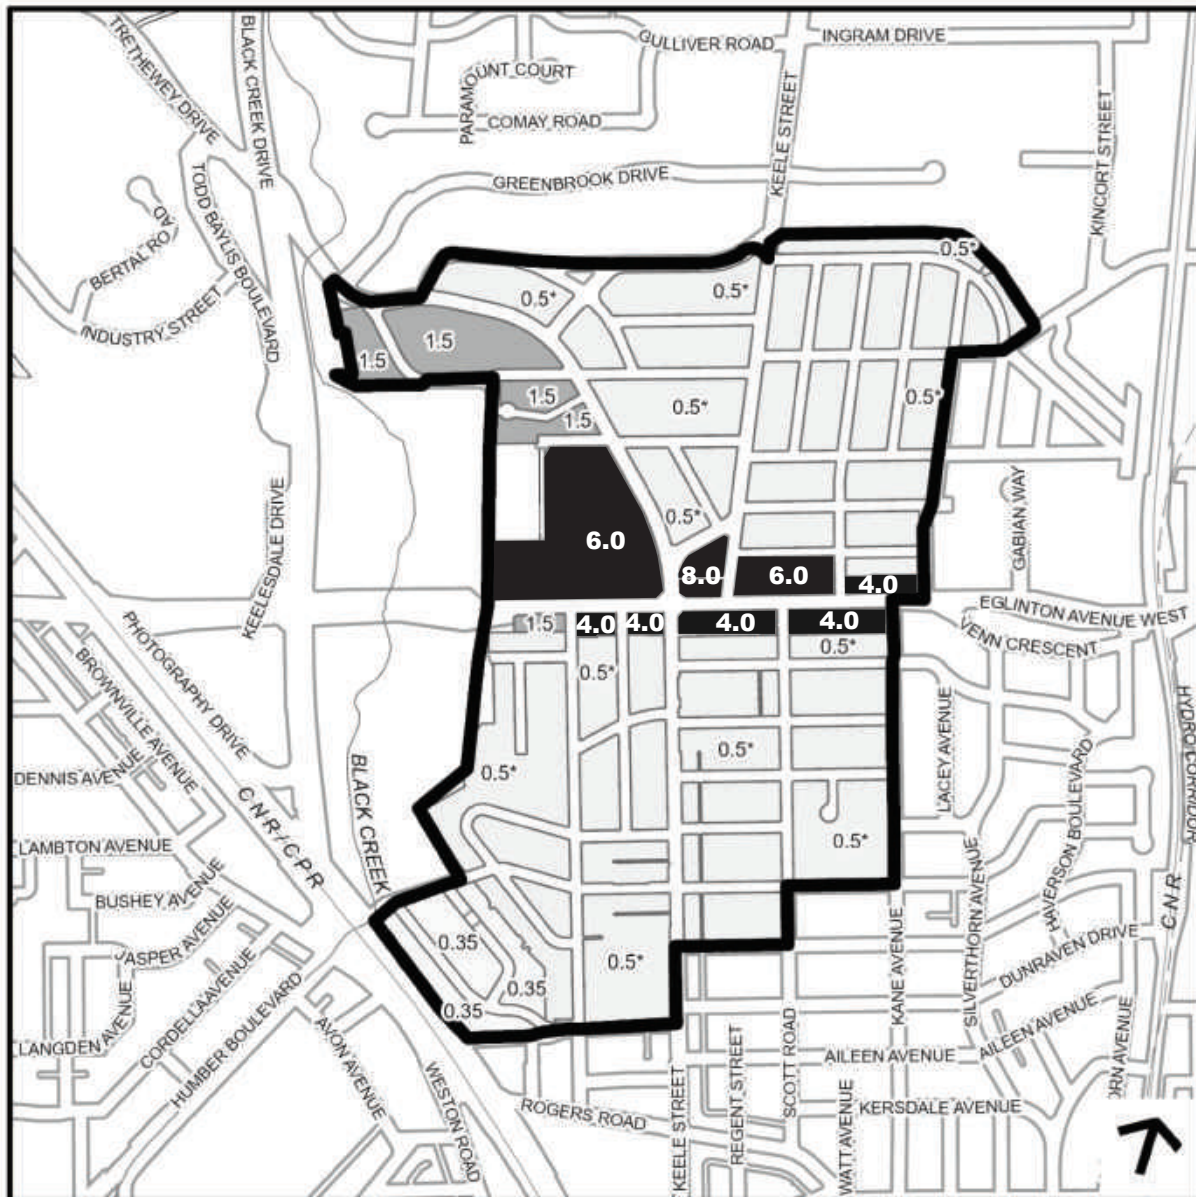 TRETHEWEY DRIVE
BLACK CREEK DRIVE
GULLIVER ROAD
INGRAM DRIVE
PARAMOUNT COURT
COMAY ROAD
KEELE STREET
KINCORT STREET
GREENBROOK DRIVE
TODD BAYLIS BOULEVARD
BERTAL ROAD
INDUSTRY STREET
0.5*
0.5*
0.5*
1.5
1.5
1.5
1.5
0.5*
0.5*
0.5*
6.0
8.0
6.0
4.0
GABIAN WAY
KEELESDALE DRIVE
1.5
4.0
4.0
4.0
4.0
EGLINTON AVENUE WEST
VENN CRESCENT
0.5*
0.5*
PHOTOGRAPHY DRIVE
BROWNVILLE AVENUE
DENNIS AVENUE
0.5*
0.5*
LACEY AVENUE
HYDRO CORRIDOR
HAVERSON BOULEVARD
BLACK CREEK
CNR/CPR
LAMBTON AVENUE
0.5*
BUSHEY AVENUE
JASPER AVENUE
SILVERTHORN AVENUE
CNR
0.35
0.35
0.35
0.5*
KANE AVENUE
DUNRAVEN DRIVE
LANGDEN AVENUE
CORDELLA AVENUE
HUMBER BOULEVARD
AVON AVENUE
WESTON ROAD
ROGERS ROAD
KEELE STREET
REGENT STREET
SCOTT ROAD
AILEEN AVENUE
AILEEN AVENUE
ORN AVENUE
WATT AVENUE
KERSDALE AVENUE